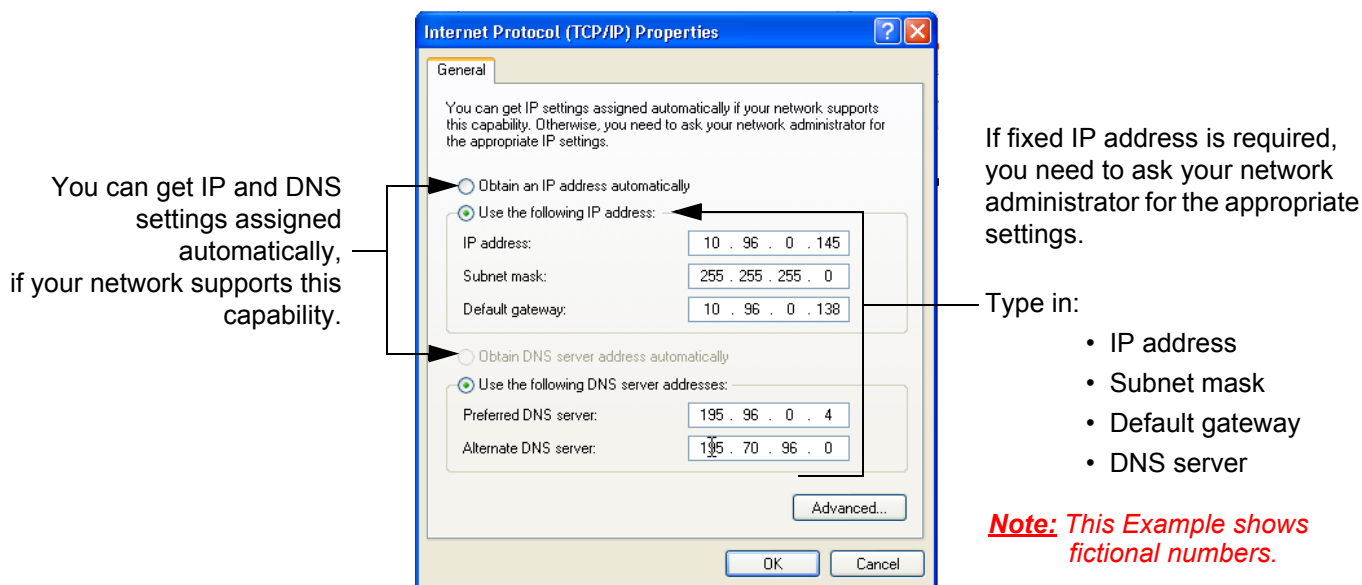 Internet Protocol (TCP/IP) Properties
General
You can get IP settings assigned automatically if your network supports
this capability. Otherwise, you need to ask your network administrator for
the appropriate IP settings.
Obtain an IP address automatically
Use the following IP address:
IP address: 10 . 96 . 0 . 145
Subnet mask: 255 . 255 . 255 . 0
Default gateway: 10 . 96 . 0 . 138
Obtain DNS server address automatically
Use the following DNS server addresses:
Preferred DNS server: 195 . 96 . 0 . 4
Alternate DNS server: 195 . 70 . 96 . 0
Advanced...
OK
Cancel
You can get IP and DNS
settings assigned
automatically,
if your network supports this
capability.
If fixed IP address is required,
you need to ask your network
administrator for the appropriate
settings.
Type in:
• IP address
• Subnet mask
• Default gateway
• DNS server
Note: This Example shows
fictional numbers.